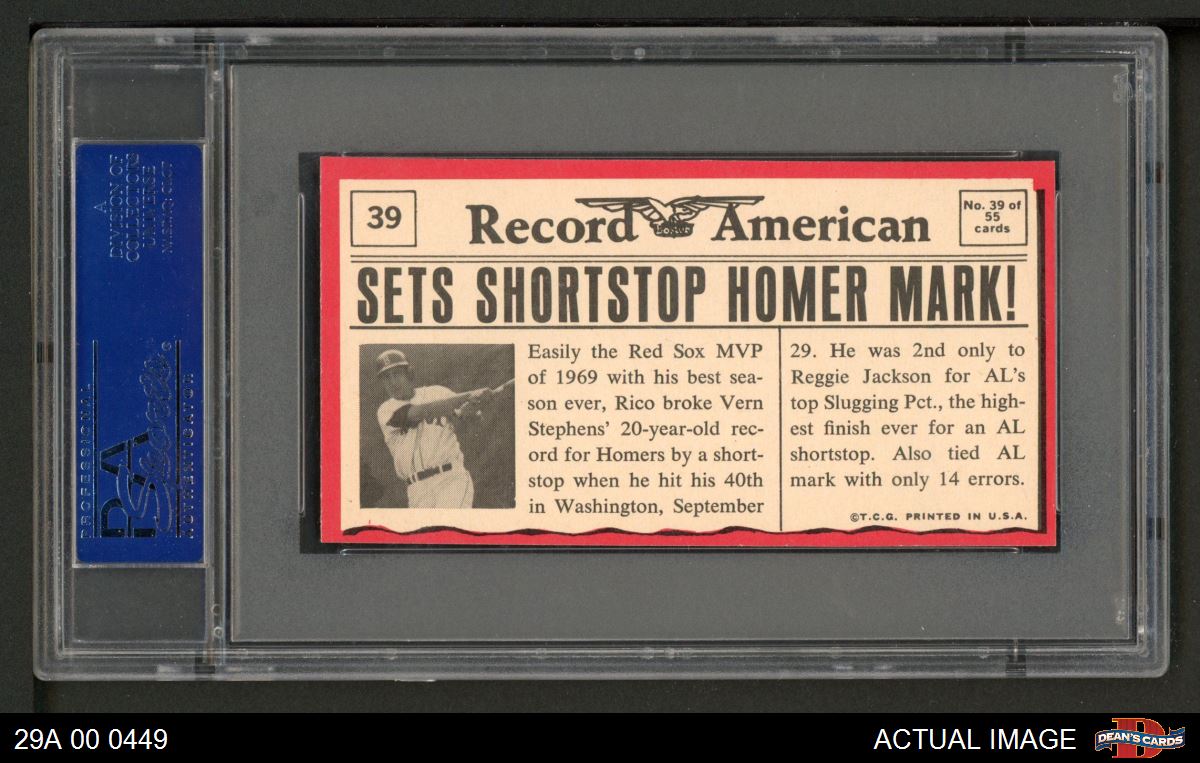 A
DIVISION OF
COLLECTORS
UNIVERSE
NASDAQ: CLCT
PROFESSIONAL
PSA
AUTHENTICATOR
39
Record American
Boston
No. 39 of
55
cards
SETS SHORTSTOP HOMER MARK!
Easily the Red Sox MVP
of 1969 with his best sea-
son ever, Rico broke Vern
Stephens' 20-year-old rec-
ord for Homers by a short-
stop when he hit his 40th
in Washington, September
29. He was 2nd only to
Reggie Jackson for AL's
top Slugging Pct., the high-
est finish ever for an AL
shortstop. Also tied AL
mark with only 14 errors.
©T.C.G. PRINTED IN U.S.A.
29A 00 0449
ACTUAL IMAGE
DEAN'S CARDS